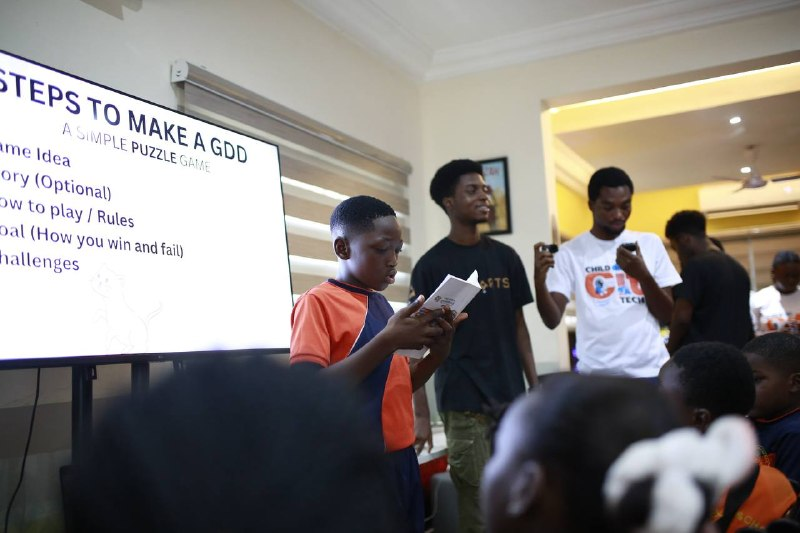 STEPS TO MAKE A GDD
A SIMPLE PUZZLE GAME
ame Idea
ory (Optional)
ow to play / Rules
oal (How you win and fail)
hallenges
CHILD
TECH